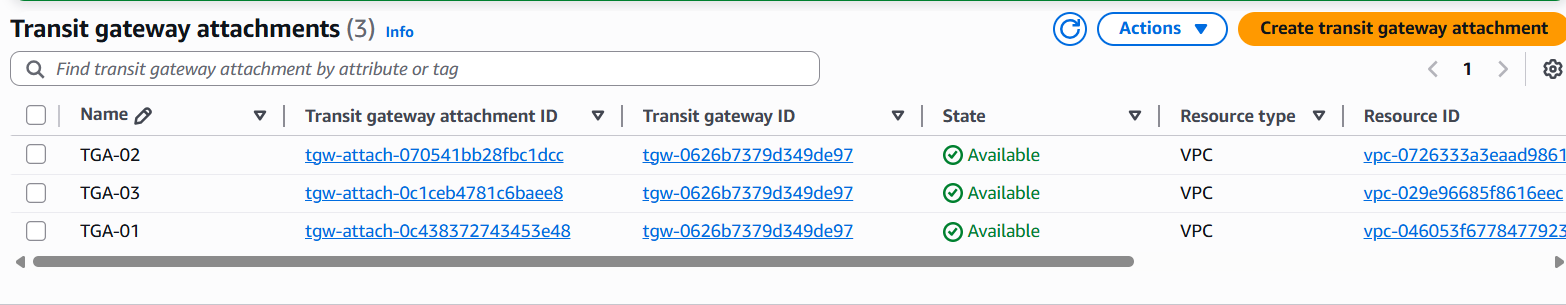 Transit gateway attachments (3) Info
Actions
Create transit gateway attachment
Find transit gateway attachment by attribute or tag
1
Name Transit gateway attachment ID Transit gateway ID State Resource type Resource ID
TGA-02 tgw-attach-070541bb28fbc1dcc tgw-0626b7379d349de97 Available VPC vpc-0726333a3eaad9861
TGA-03 tgw-attach-0c1ceb4781c6baee8 tgw-0626b7379d349de97 Available VPC vpc-029e96685f8616eec
TGA-01 tgw-attach-0c438372743453e48 tgw-0626b7379d349de97 Available VPC vpc-046053f6778477923